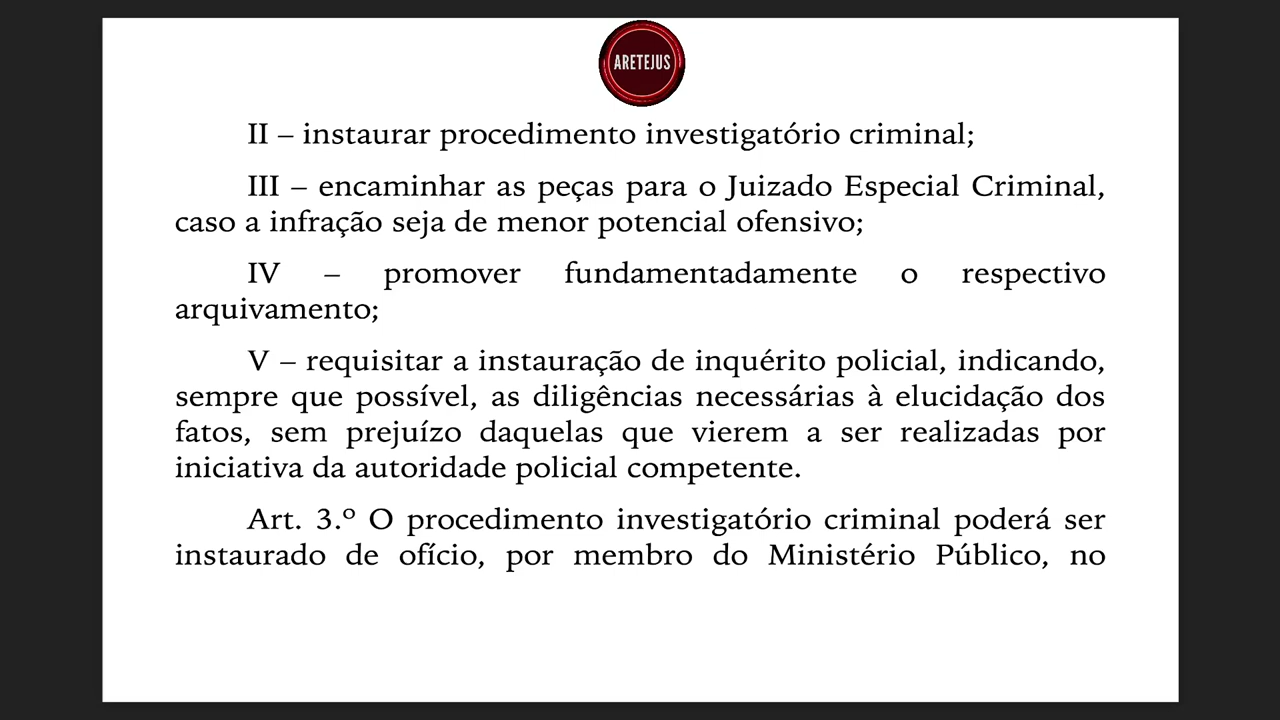 ARETEJUS
II – instaurar procedimento investigatório criminal;
III – encaminhar as peças para o Juizado Especial Criminal,
caso a infração seja de menor potencial ofensivo;
IV – promover fundamentadamente o respectivo
arquivamento;
V – requisitar a instauração de inquérito policial, indicando,
sempre que possível, as diligências necessárias à elucidação dos
fatos, sem prejuízo daquelas que vierem a ser realizadas por
iniciativa da autoridade policial competente.
Art. 3.º O procedimento investigatório criminal poderá ser
instaurado de ofício, por membro do Ministério Público, no